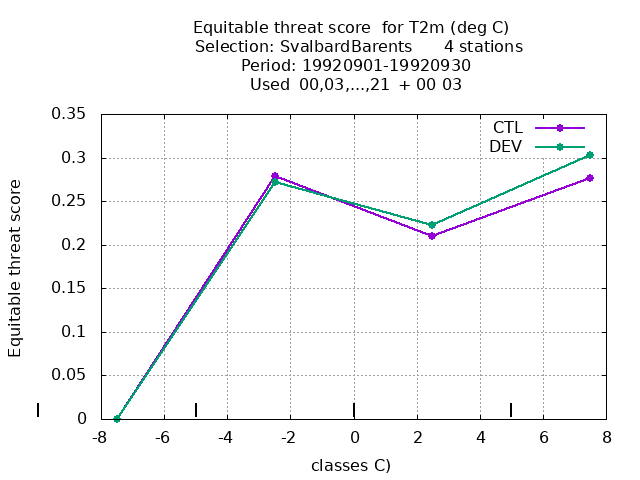 Equitable threat score  for T2m (deg C)
Selection: SvalbardBarents      4 stations
Period: 19920901-19920930
Used  00,03,...,21  + 00 03
CTL
DEV
0.35
0.3
0.25
0.2
0.15
0.1
0.05
0
Equitable threat score
-8 -6 -4 -2 0 2 4 6 8
classes C)